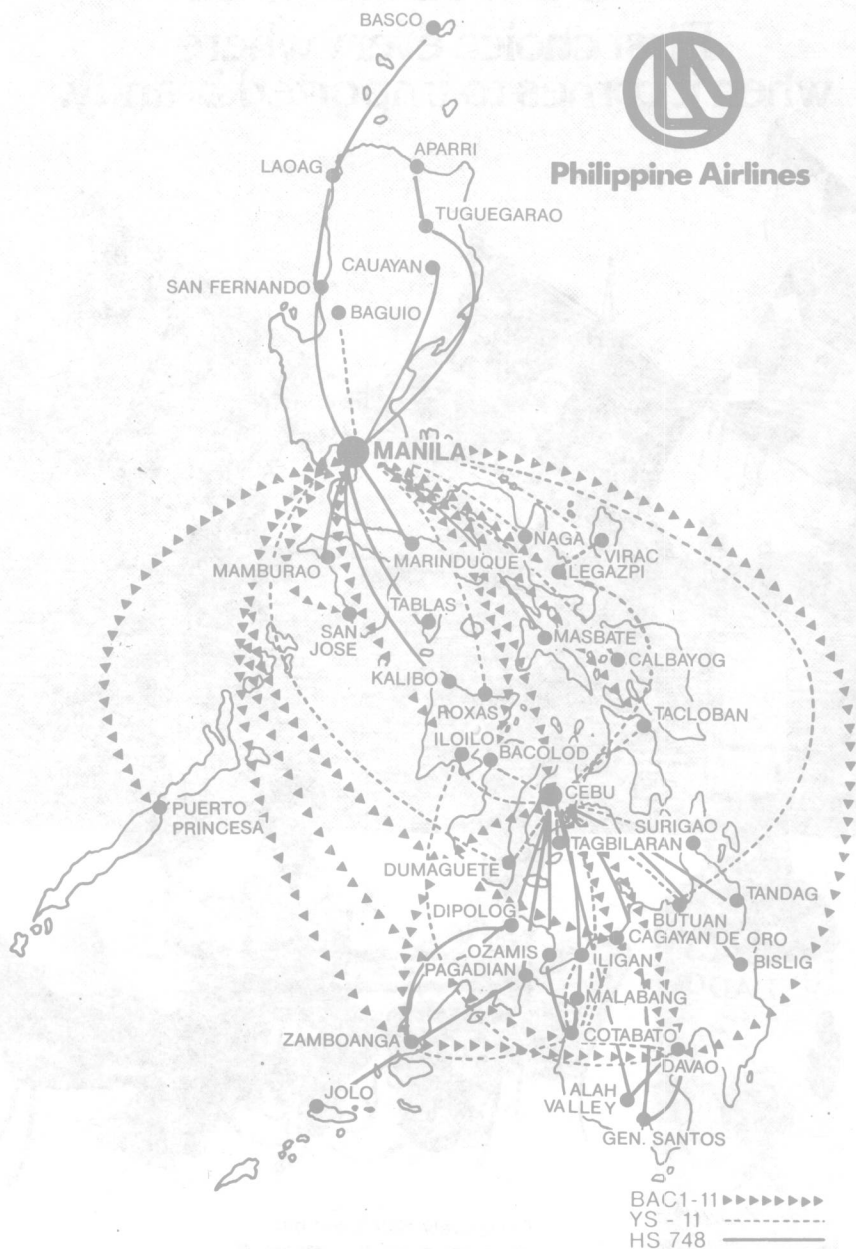 BASCO
Philippine Airlines
LAOAG
APARRI
TUGUEGARAO
CAUAYAN
SAN FERNANDO
BAGUIO
MANILA
NAGA
VIRAC
LEGAZPI
MAMBURAO
MARINDUQUE
TABLAS
SAN
JOSE
MASBATE
CALBAYOG
KALIBO
ROXAS
TACLOBAN
ILOILO
BACOLOD
CEBU
PUERTO
PRINCESA
SURIGAO
TAGBILARAN
DUMAGUETE
TANDAG
BUTUAN
DIPOLOG
CAGAYAN DE ORO
OZAMIS
ILIGAN
BISLIG
PAGADIAN
MALABANG
ZAMBOANGA
COTABATO
DAVAO
JOLO
ALAH
VALLEY
GEN. SANTOS
BAC1-11
YS - 11
HS 748